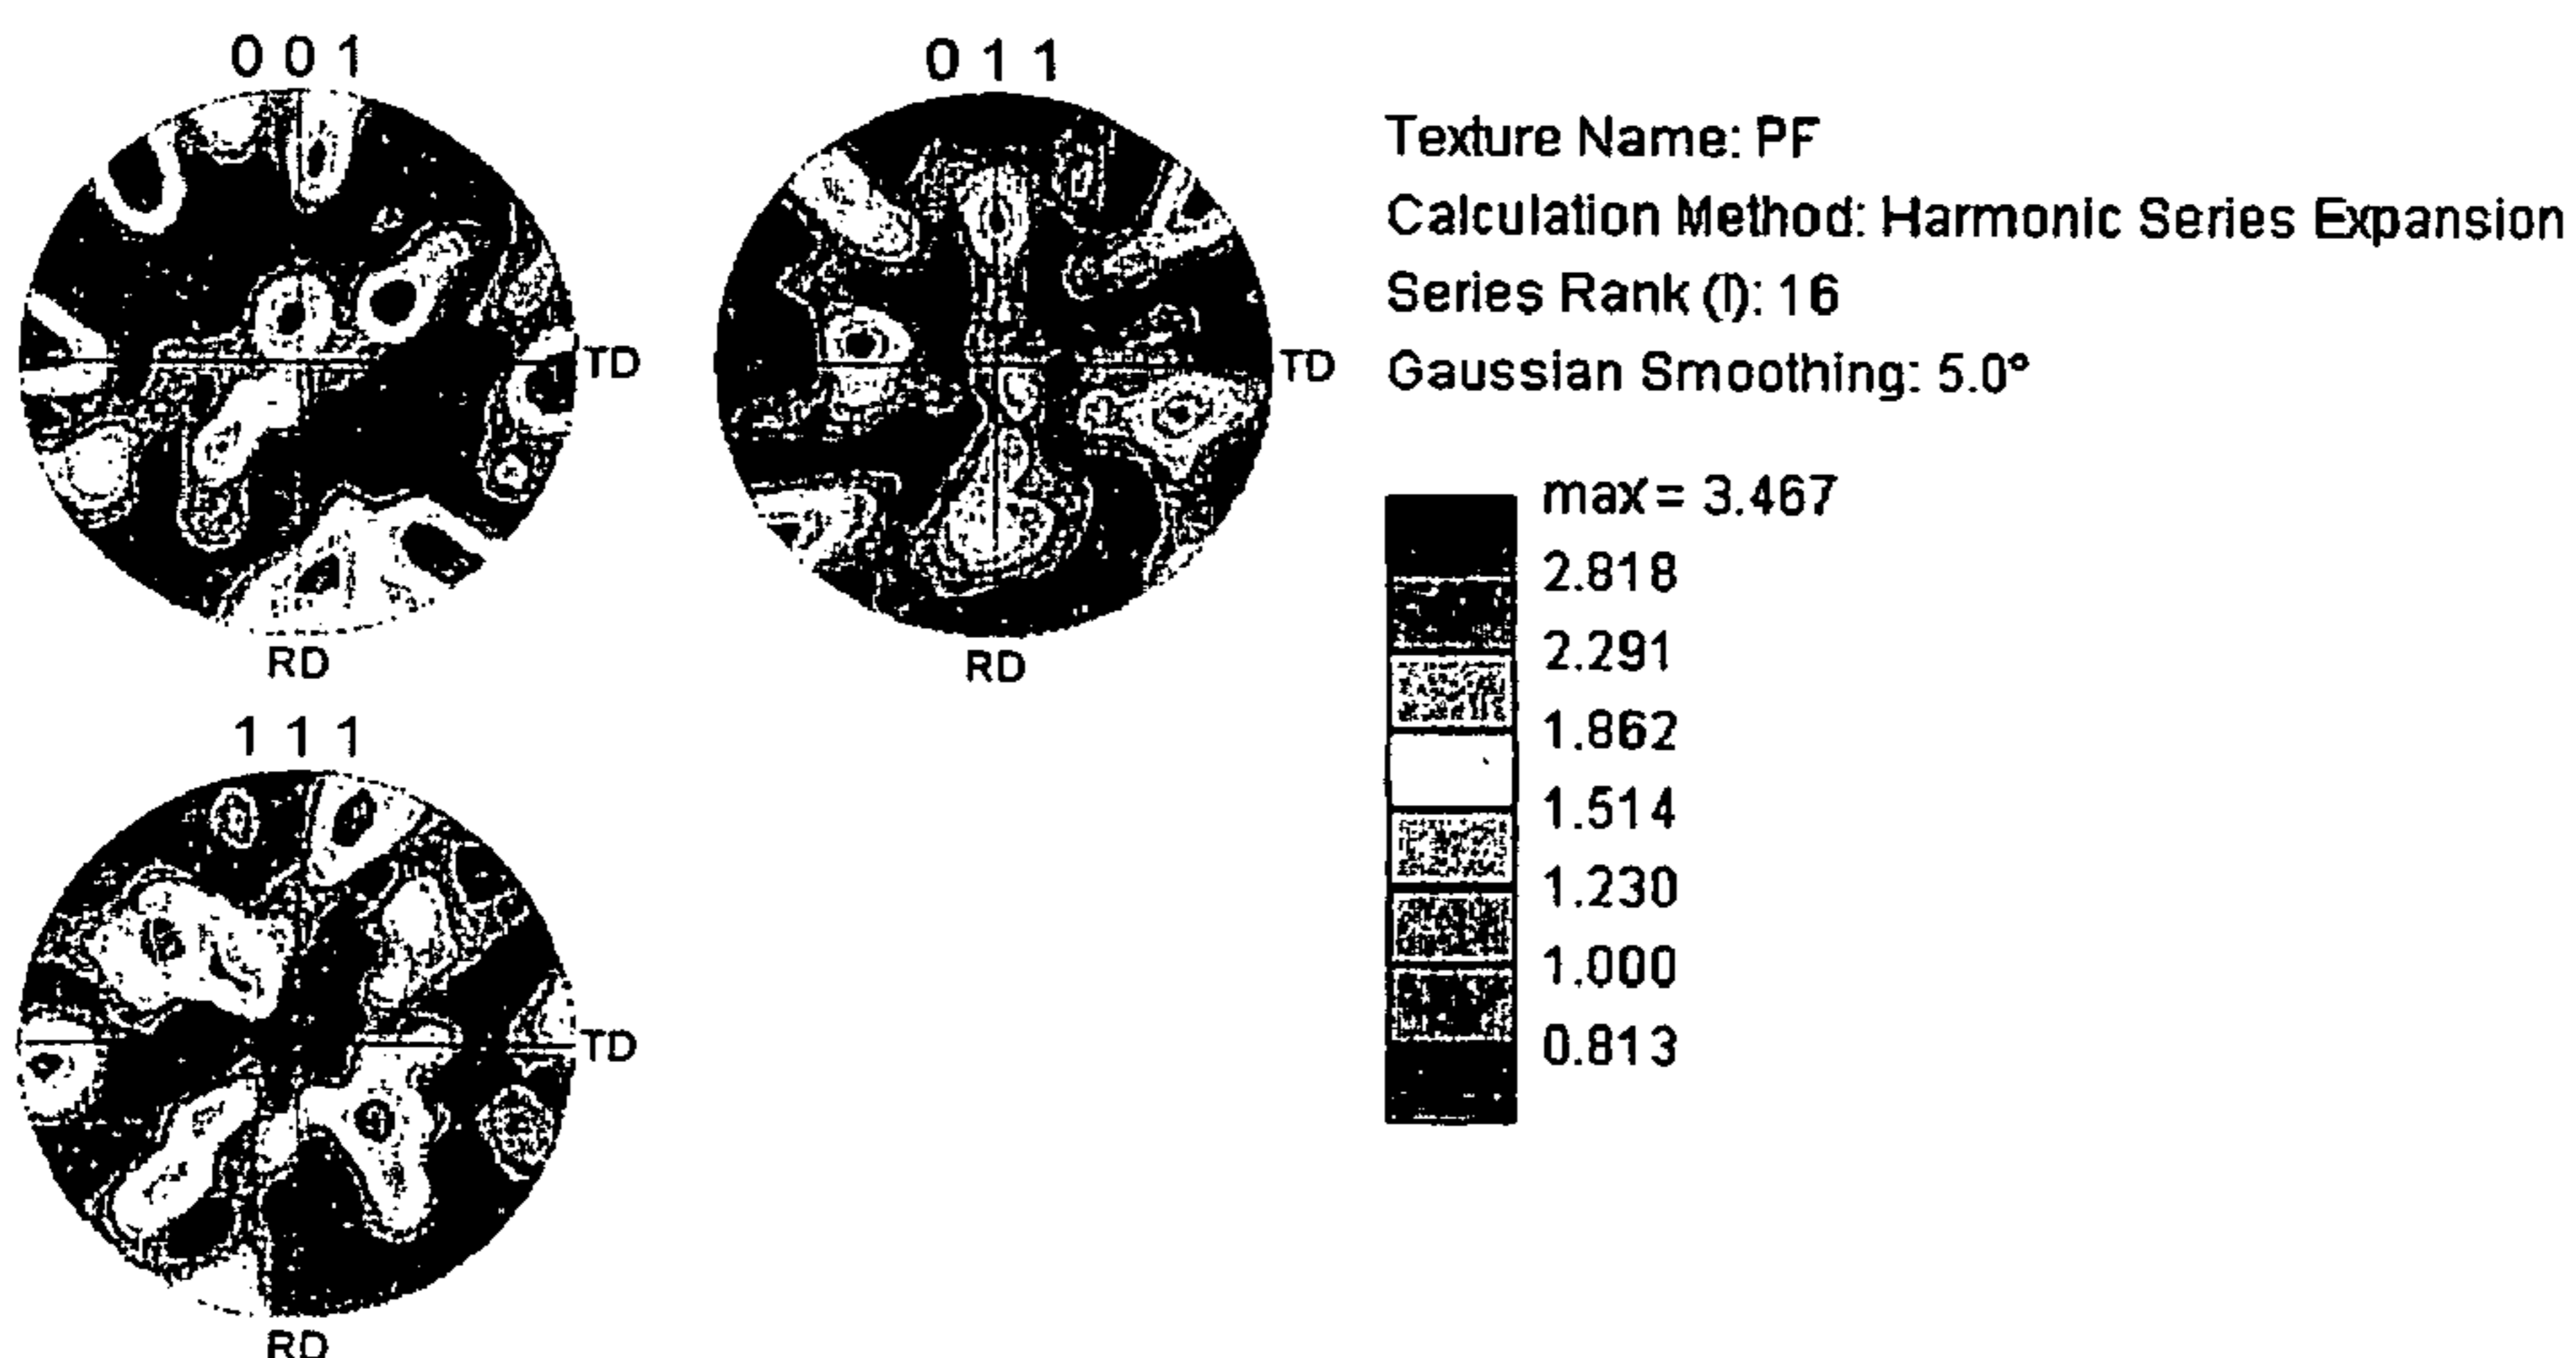 0 0 1
0 1 1
TD
TD
RD
RD
1 1 1
TD
RD
Texture Name: PF
Calculation Method: Harmonic Series Expansion
Series Rank (l): 16
Gaussian Smoothing: 5.0°
max = 3.467
2.818
2.291
1.862
1.514
1.230
1.000
0.813